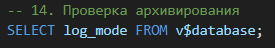 -- 14. Проверка архивирования
SELECT log_mode FROM v$database;